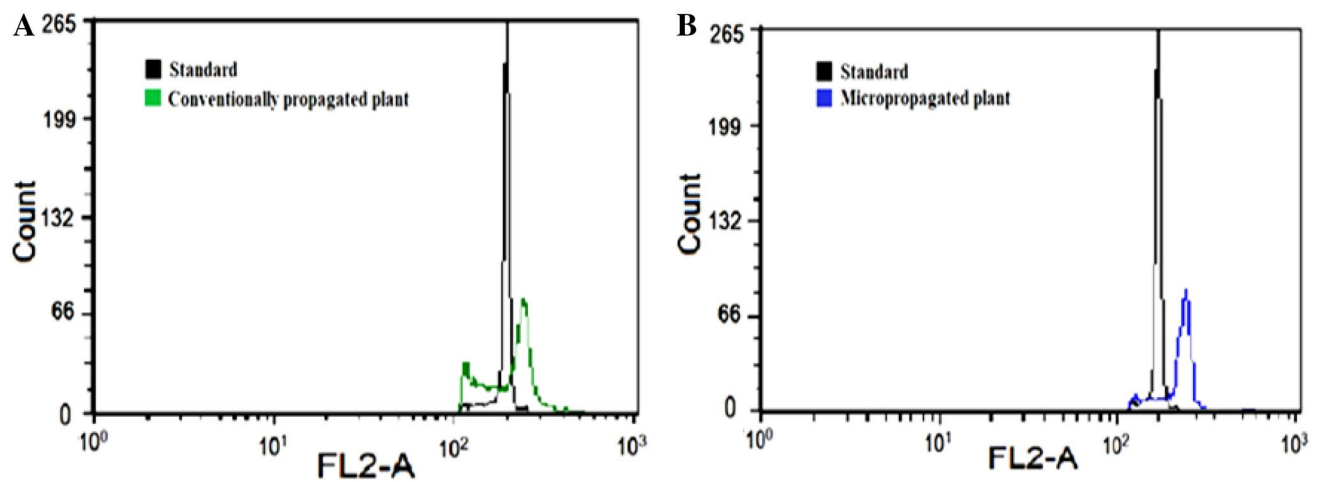 A
265
Standard
Conventionally propagated plant
199
132
66
0
Count
10^0 10^1 10^2 10^3
FL2-A
B
265
Standard
Micropropagated plant
199
132
66
0
Count
10^0 10^1 10^2 10^3
FL2-A